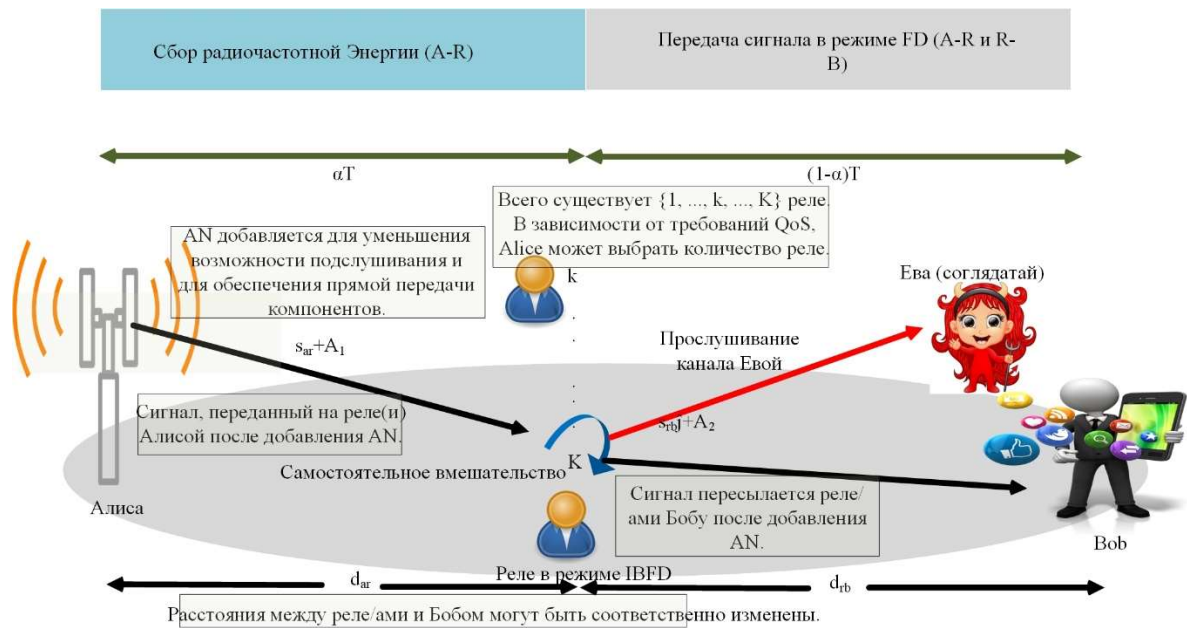 Сбор радиочастотной Энергии (A-R)
Передача сигнала в режиме FD (A-R и R-
B)
αT
(1-α)T
Всего существует {1, ..., k, ..., K} реле.
В зависимости от требований QoS,
Alice может выбрать количество реле.
AN добавляется для уменьшения
возможности подслушивания и
для обеспечения прямой передачи
компонентов.
k
Ева (соглядатай)
sar+A1
Прослушивание
канала Евой
Сигнал, переданный на реле(и)
Алисой после добавления AN.
srbj+A2
Самостоятельное вмешательство
K
Сигнал пересылается реле/
ами Бобу после добавления
AN.
Алиса
Bob
dar
Реле в режиме IBFD
drb
Расстояния между реле/ами и Бобом могут быть соответственно изменены.